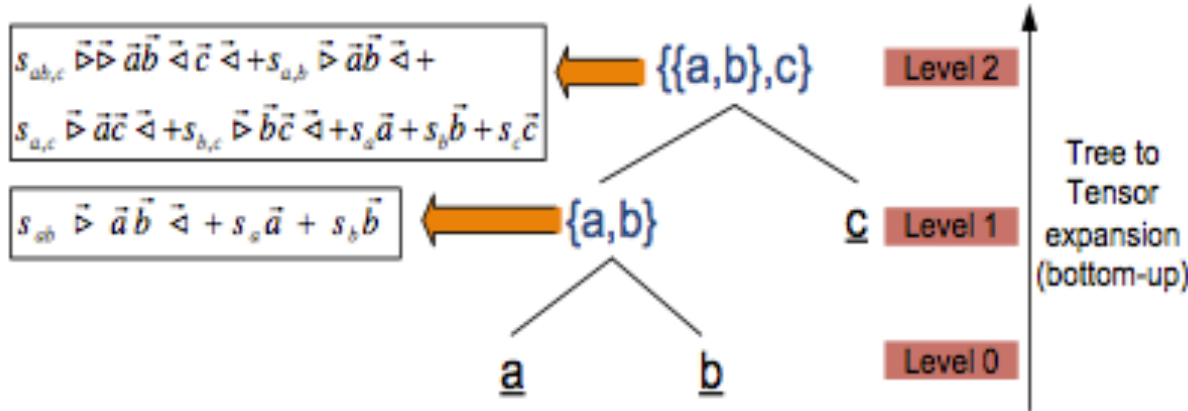 s_{ab,c} ⊳⃗⊳⃗ a⃗b⃗ ⊲⃗ c⃗ ⊲⃗ + s_{a,b} ⊳⃗ a⃗b⃗ ⊲⃗ +
s_{a,c} ⊳⃗ a⃗c⃗ ⊲⃗ + s_{b,c} ⊳⃗ b⃗c⃗ ⊲⃗ + s_a a⃗ + s_b b⃗ + s_c c⃗
{{a,b},c}
Level 2
s_{ab} ⊳⃗ a⃗ b⃗ ⊲⃗ + s_a a⃗ + s_b b⃗
{a,b}
c
Level 1
a
b
Level 0
Tree to
Tensor
expansion
(bottom-up)